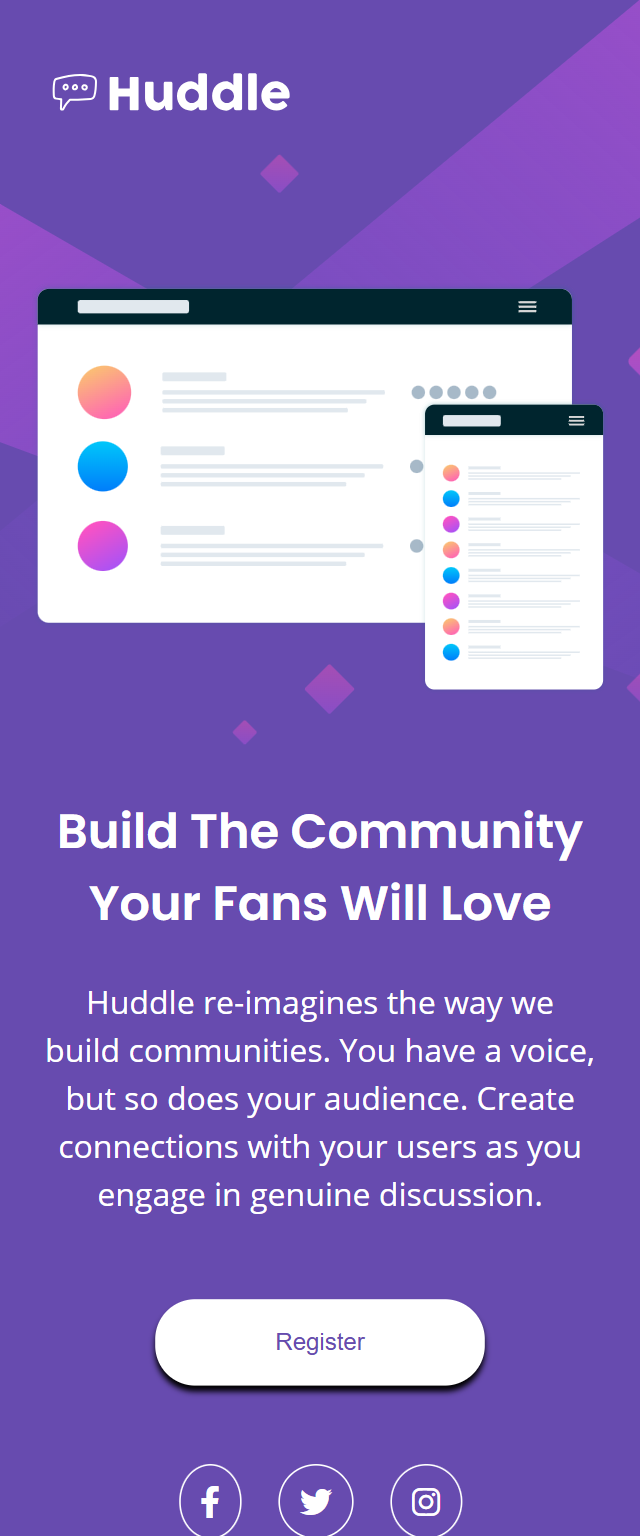 Huddle
Build The Community
Your Fans Will Love
Huddle re-imagines the way we
build communities. You have a voice,
but so does your audience. Create
connections with your users as you
engage in genuine discussion.
Register